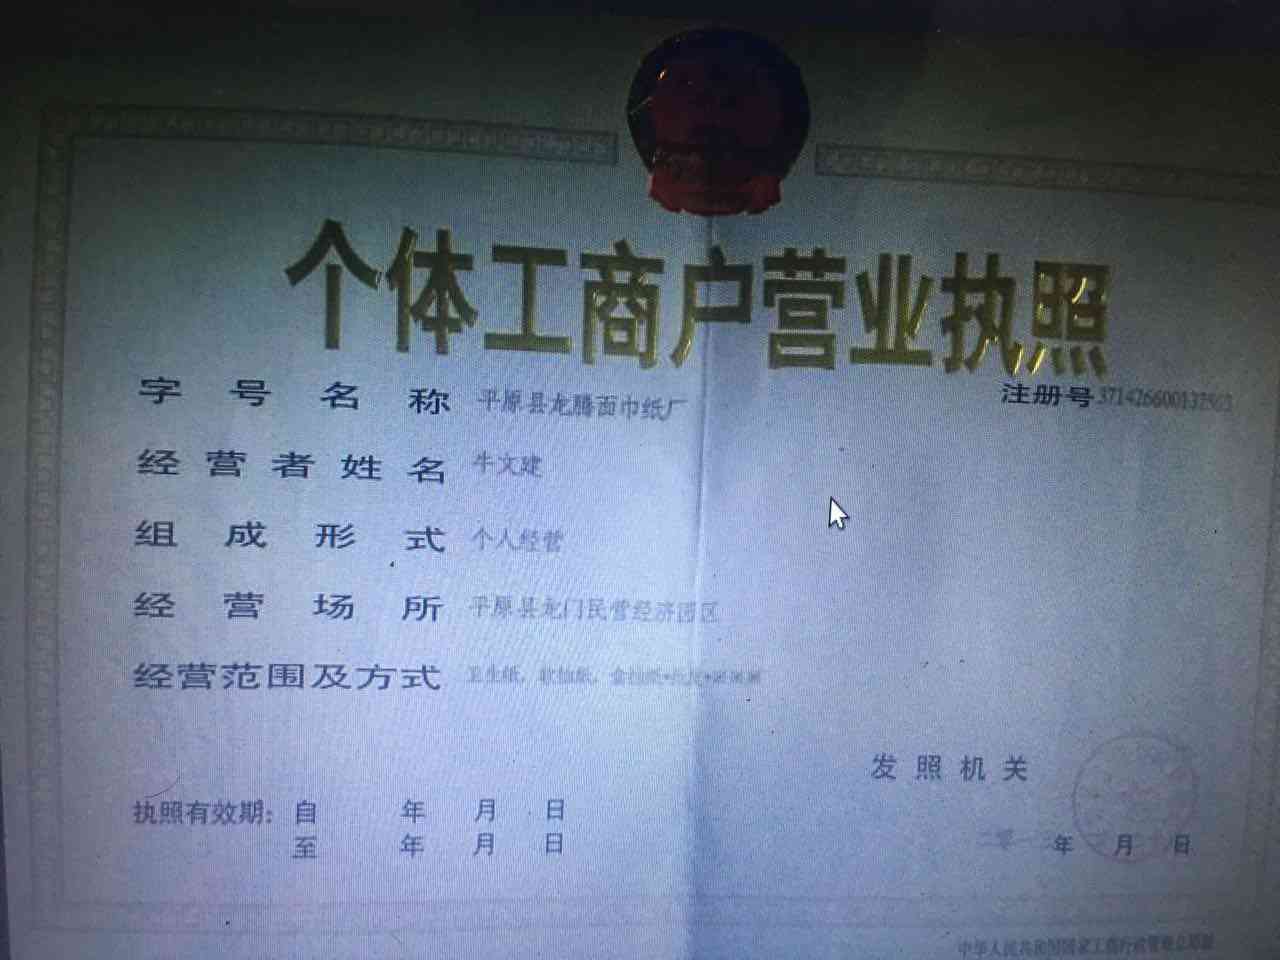 个体工商户营业执照
注册号
字号名称 平原县龙腾面巾纸厂
经营者姓名 牛文建
组成形式 个人经营
经营场所 平原县龙门民营经济园区
经营范围及方式 卫生纸，软抽纸，盒抽纸
发照机关
执照有效期：自 年 月 日
至 年 月 日
年 月 日
中华人民共和国国家工商行政管理总局制